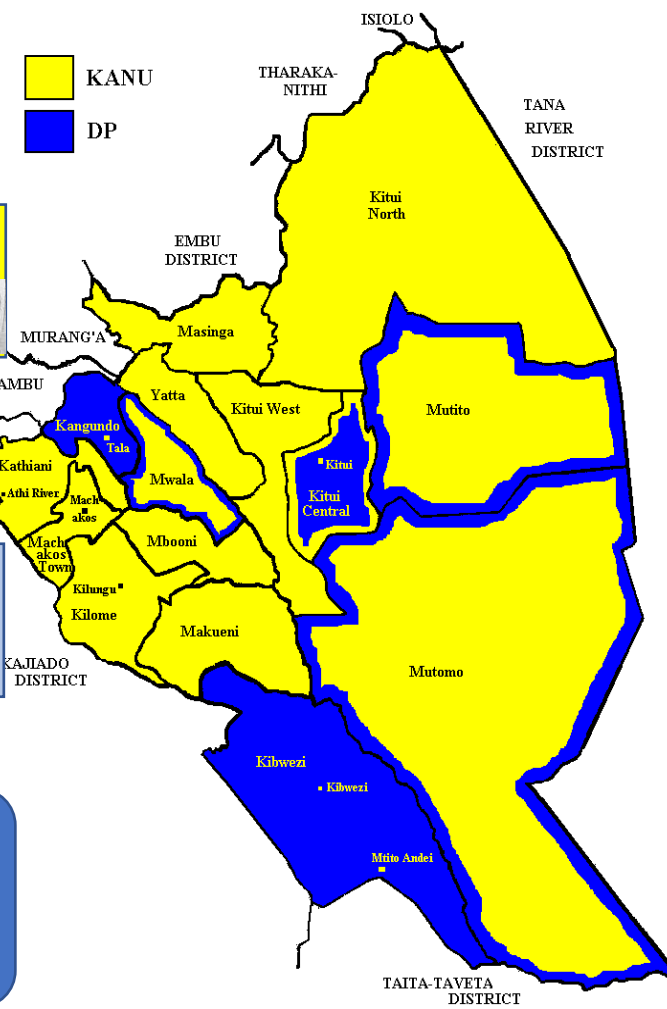 ISIOLO
KANU
THARAKA-
NITHI
TANA
RIVER
DISTRICT
DP
Kitui
North
EMBU
DISTRICT
MURANG'A
Masinga
AMBU
Yatta
Kitui West
Mutito
Kangundo
Tala
Kathiani
Kitui
Mwala
Athi River
Mach
akos
Kitui
Central
Mach
akos
Town
Mbooni
Kilungu
Kilome
Makueni
KAJIADO
DISTRICT
Mutomo
Kibwezi
Kibwezi
Mtito Andei
TAITA-TAVETA
DISTRICT